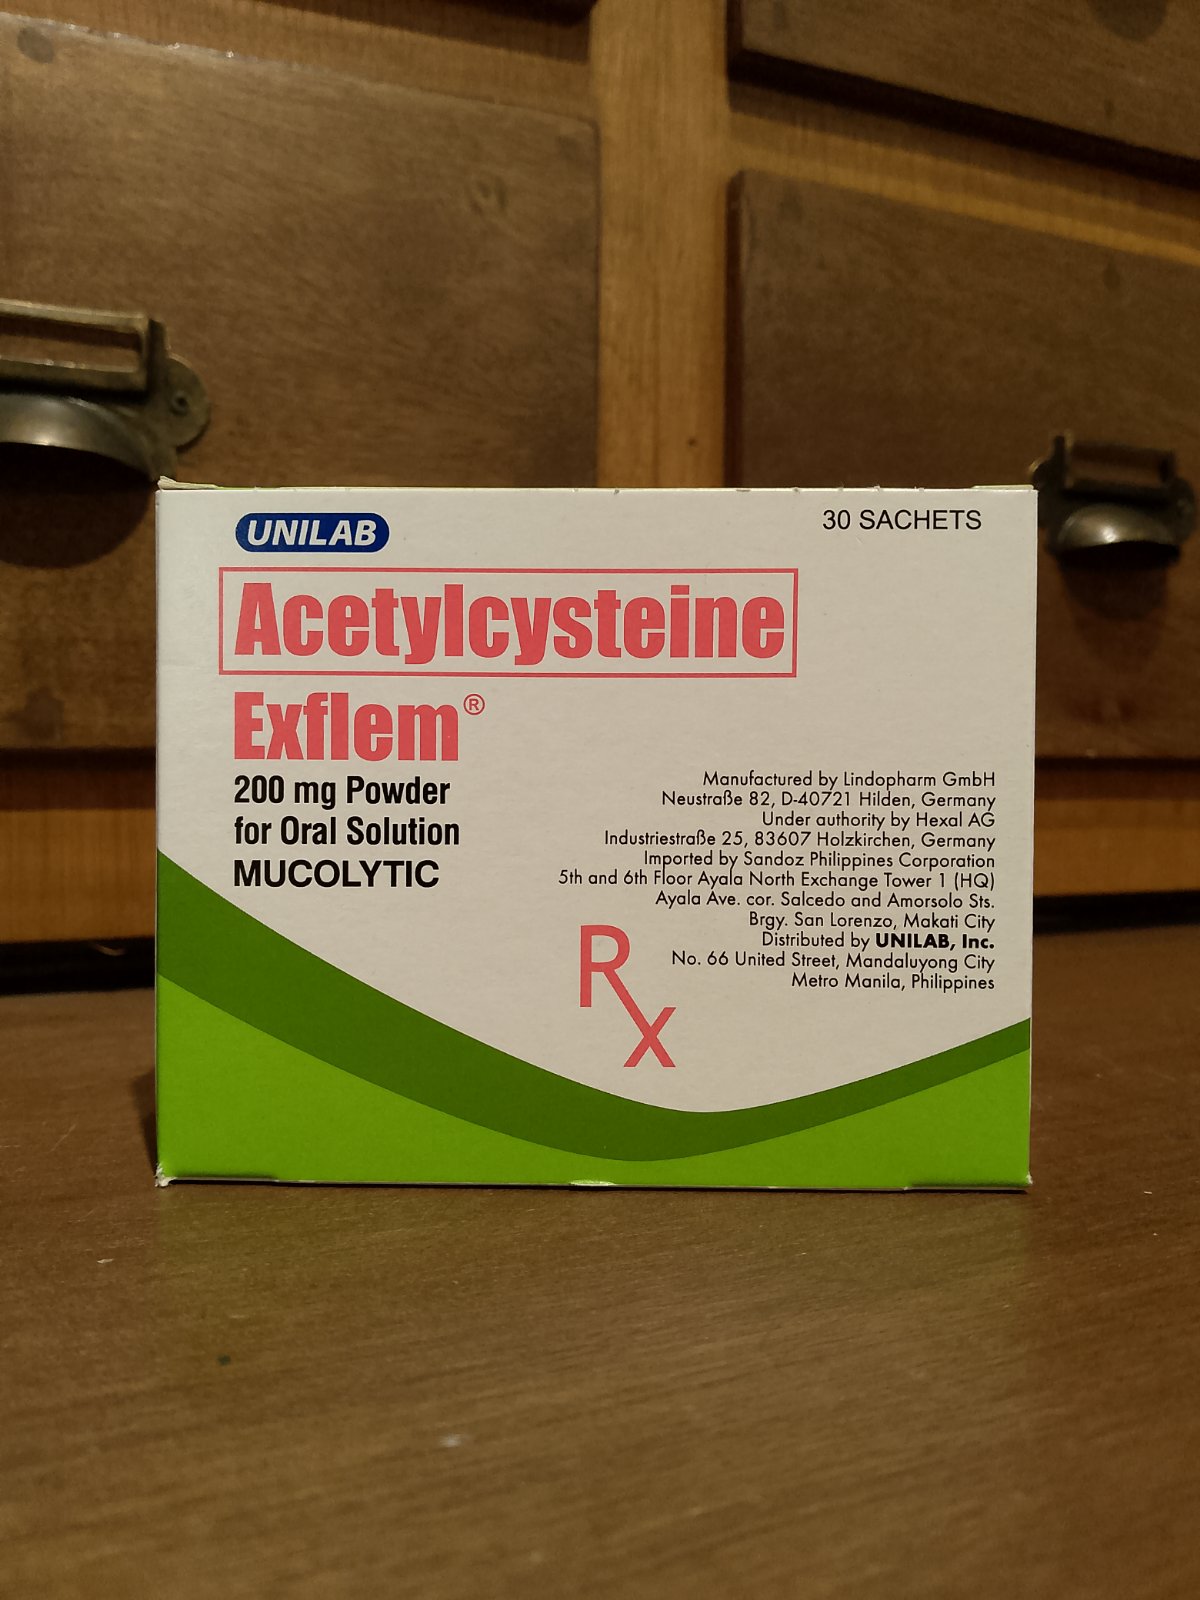 UNILAB
30 SACHETS
Acetylcysteine
Exflem®
200 mg Powder
for Oral Solution
MUCOLYTIC
Manufactured by Lindopharm GmbH
Neustraße 82, D-40721 Hilden, Germany
Under authority by Hexal AG
Industriestraße 25, 83607 Holzkirchen, Germany
Imported by Sandoz Philippines Corporation
5th and 6th Floor Ayala North Exchange Tower 1 (HQ)
Ayala Ave. cor. Salcedo and Amorsolo Sts.
Brgy. San Lorenzo, Makati City
Distributed by UNILAB, Inc.
No. 66 United Street, Mandaluyong City
Metro Manila, Philippines
Rx